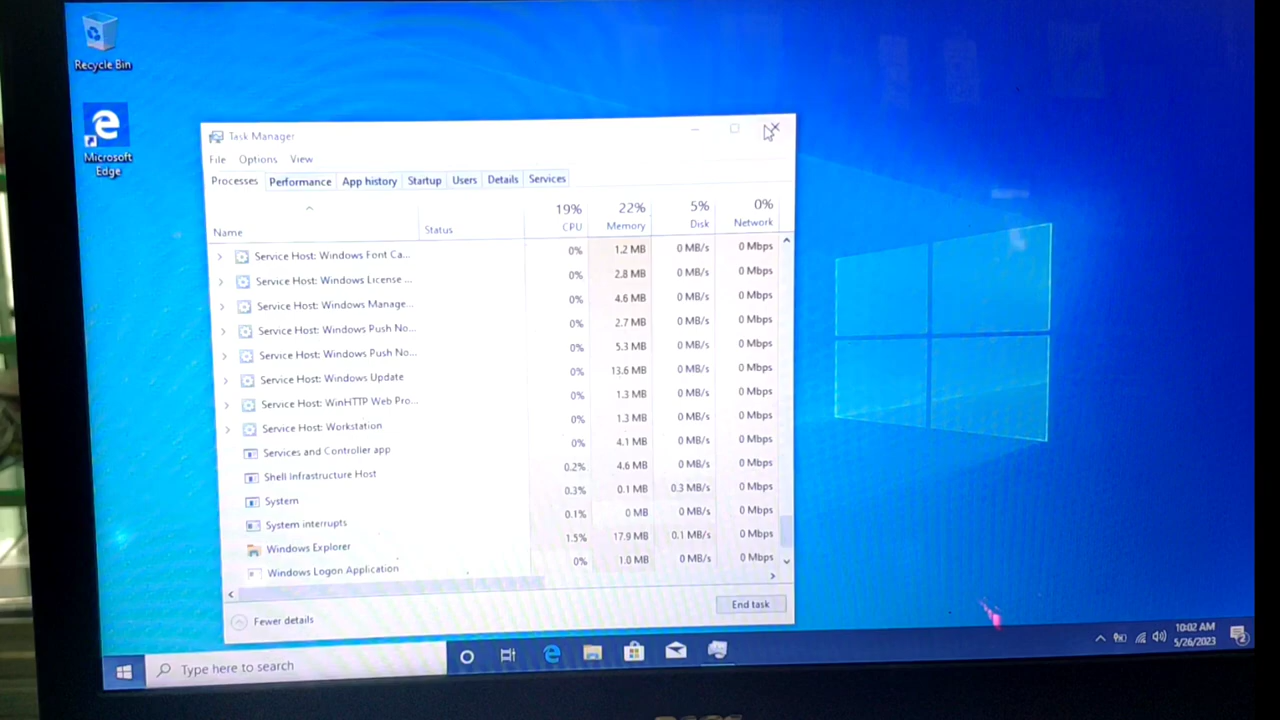 Recycle Bin
Microsoft
Edge
Task Manager
File Options View
Processes Performance App history Startup Users Details Services
19% 22% 5% 0%
Name Status CPU Memory Disk Network
Service Host: Windows Font Ca... 0% 1.2 MB 0 MB/s 0 Mbps
Service Host: Windows License ... 0% 2.8 MB 0 MB/s 0 Mbps
Service Host: Windows Manage... 0% 4.6 MB 0 MB/s 0 Mbps
Service Host: Windows Push No... 0% 2.7 MB 0 MB/s 0 Mbps
Service Host: Windows Push No... 0% 5.3 MB 0 MB/s 0 Mbps
Service Host: Windows Update 0% 13.6 MB 0 MB/s 0 Mbps
Service Host: WinHTTP Web Pro... 0% 1.3 MB 0 MB/s 0 Mbps
Service Host: Workstation 0% 1.3 MB 0 MB/s 0 Mbps
Services and Controller app 0% 4.1 MB 0 MB/s 0 Mbps
Shell Infrastructure Host 0.2% 4.6 MB 0 MB/s 0 Mbps
System 0.3% 0.1 MB 0.3 MB/s 0 Mbps
System interrupts 0.1% 0 MB 0 MB/s 0 Mbps
Windows Explorer 1.5% 17.9 MB 0.1 MB/s 0 Mbps
Windows Logon Application 0% 1.0 MB 0 MB/s 0 Mbps
Fewer details End task
Type here to search
10:02 AM
5/26/2023
2